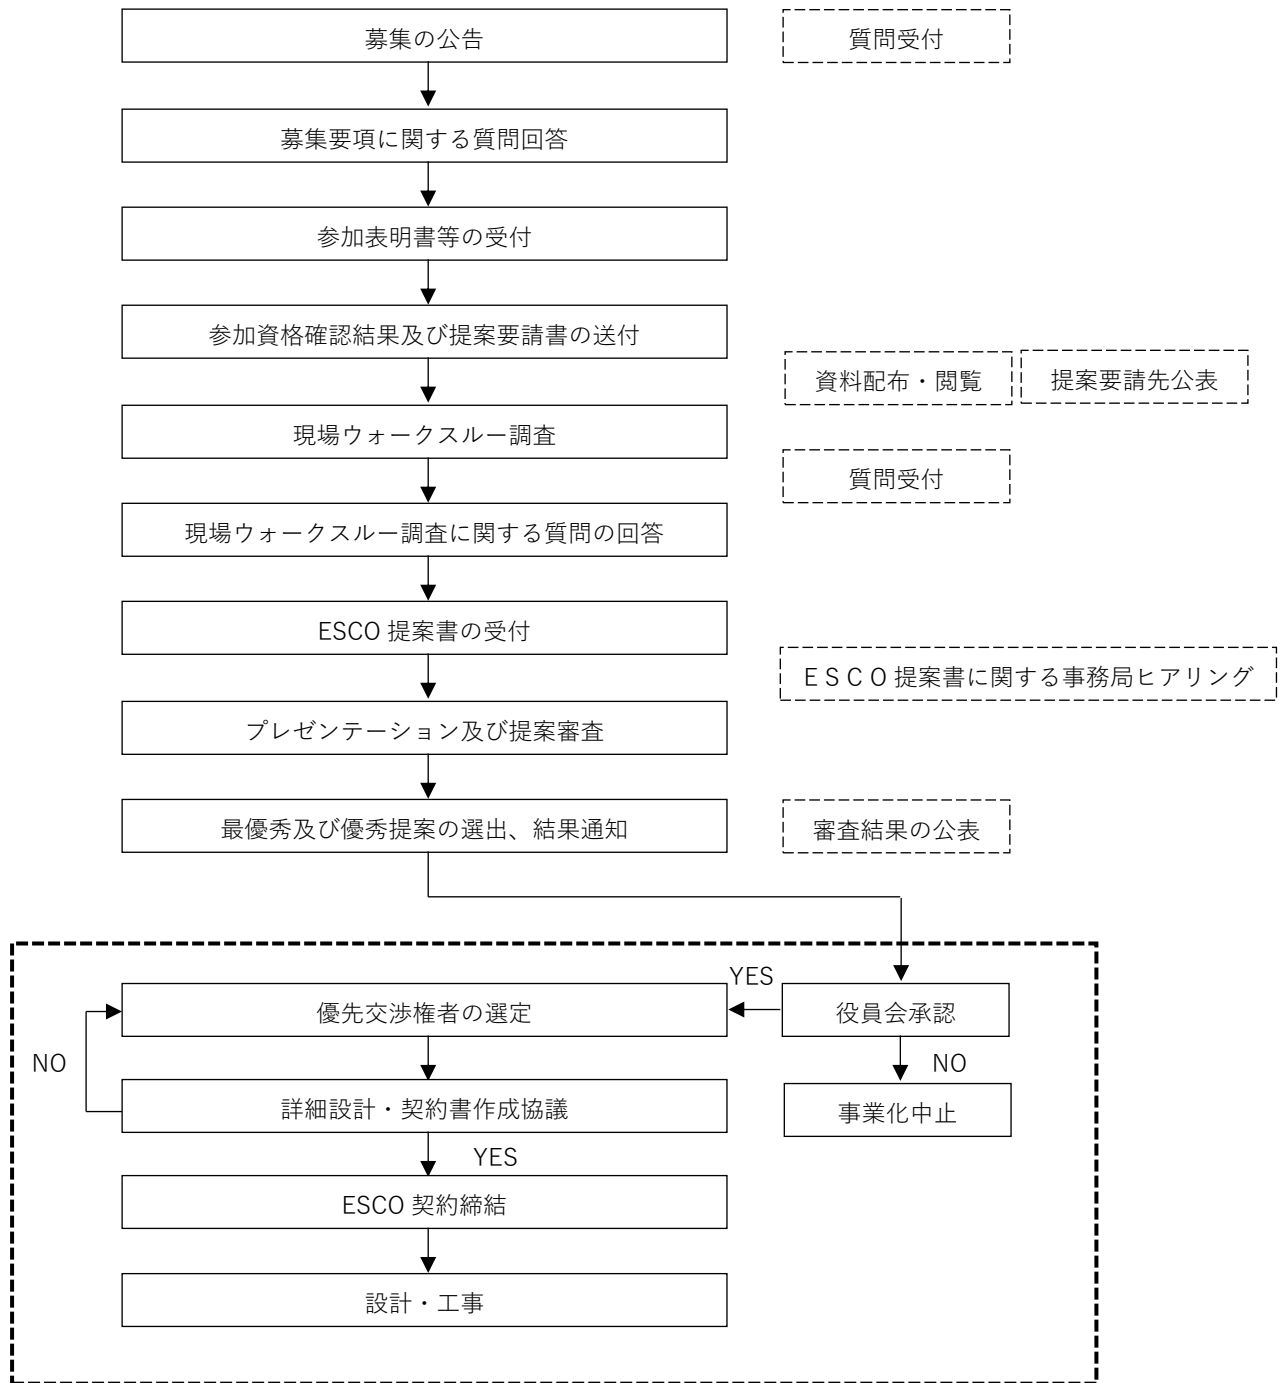 募集の公告
質問受付
募集要項に関する質問回答
参加表明書等の受付
参加資格確認結果及び提案要請書の送付
資料配布・閲覧
提案要請先公表
現場ウォークスルー調査
質問受付
現場ウォークスルー調査に関する質問の回答
ESCO 提案書の受付
ＥＳＣＯ提案書に関する事務局ヒアリング
プレゼンテーション及び提案審査
最優秀及び優秀提案の選出、結果通知
審査結果の公表
YES
優先交渉権者の選定
役員会承認
NO
NO
詳細設計・契約書作成協議
事業化中止
YES
ESCO 契約締結
設計・工事